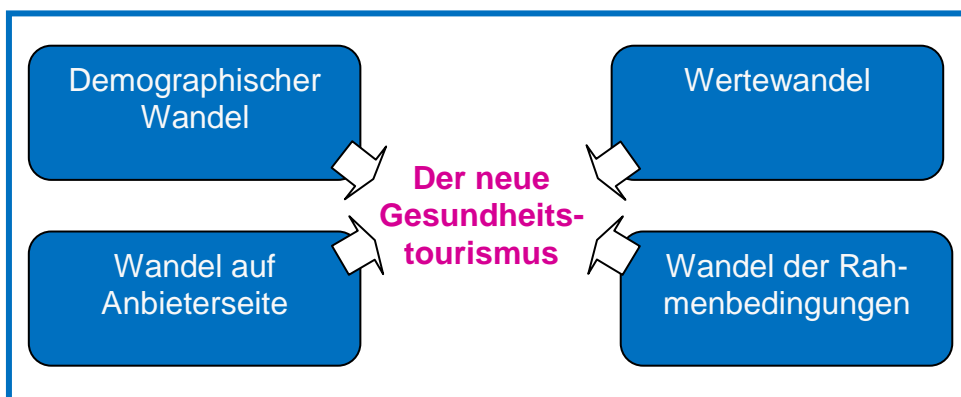 Demographischer
Wandel
Wertewandel
Der neue
Gesundheits-
tourismus
Wandel auf
Anbieterseite
Wandel der Rah-
menbedingungen